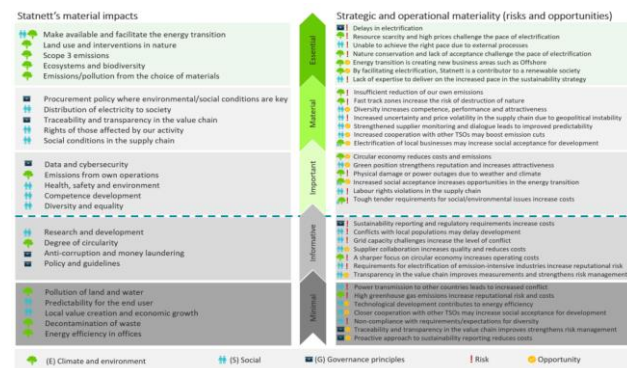 Statnett's material impacts
Make available and facilitate the energy transition
Land use and interventions in nature
Scope 3 emissions
Ecosystems and biodiversity
Emissions/pollution from the choice of materials
Procurement policy where environmental/social conditions are key
Distribution of electricity to society
Traceability and transparency in the value chain
Rights of those affected by our activity
Social conditions in the supply chain
Data and cybersecurity
Emissions from own operations
Health, safety and environment
Competence development
Diversity and equality
Research and development
Degree of circularity
Anti-corruption and money laundering
Policy and guidelines
Pollution of land and water
Predictability for the end user
Local value creation and economic growth
Decontamination of waste
Energy efficiency in offices
Essential
Material
Important
Informative
Minimal
Strategic and operational materiality (risks and opportunities)
Delays in electrification
Resource scarcity and high prices challenge the pace of electrification
Unable to achieve the right pace due to external processes
Nature conservation and lack of acceptance challenge the pace of electrification
Energy transition is creating new business areas such as Offshore
By facilitating electrification, Statnett is a contributor to a renewable society
Lack of expertise to deliver on the increased pace in the sustainability strategy
Insufficient reduction of our own emissions
Fast track zones increase the risk of destruction of nature
Diversity increases competence, performance and attractiveness
Increased uncertainty and price volatility in the supply chain due to geopolitical instability
Strengthened supplier monitoring and dialogue leads to improved predictability
Increased cooperation with other TSOs may boost emission cuts
Electrification of local businesses may increase social acceptance for development
Circular economy reduces costs and emissions
Green position strengthens reputation and increases attractiveness
Physical damage or power outages due to weather and climate
Increased social acceptance increases opportunities in the energy transition
Labour rights violations in the supply chain
Tough tender requirements for social/environmental issues increase costs
Sustainability reporting and regulatory requirements increase costs
Conflicts with local populations may delay development
Grid capacity challenges increase the level of conflict
Supplier collaboration increases quality and reduces costs
A sharper focus on circular economy increases operating costs
Requirements for electrification of emission-intensive industries increase reputational risk
Transparency in the value chain improves measurements and strengthens risk management
Power transmission to other countries leads to increased conflict
High greenhouse gas emissions increase reputational risk and costs
Technological development contributes to energy efficiency
Closer cooperation with other TSOs may increase social acceptance for development
Non-compliance with requirements/expectations for diversity
Traceability and transparency in the value chain improves strengthens risk management
Proactive approach to sustainability reporting reduces costs
(E) Climate and environment
(S) Social
(G) Governance principles
Risk
Opportunity